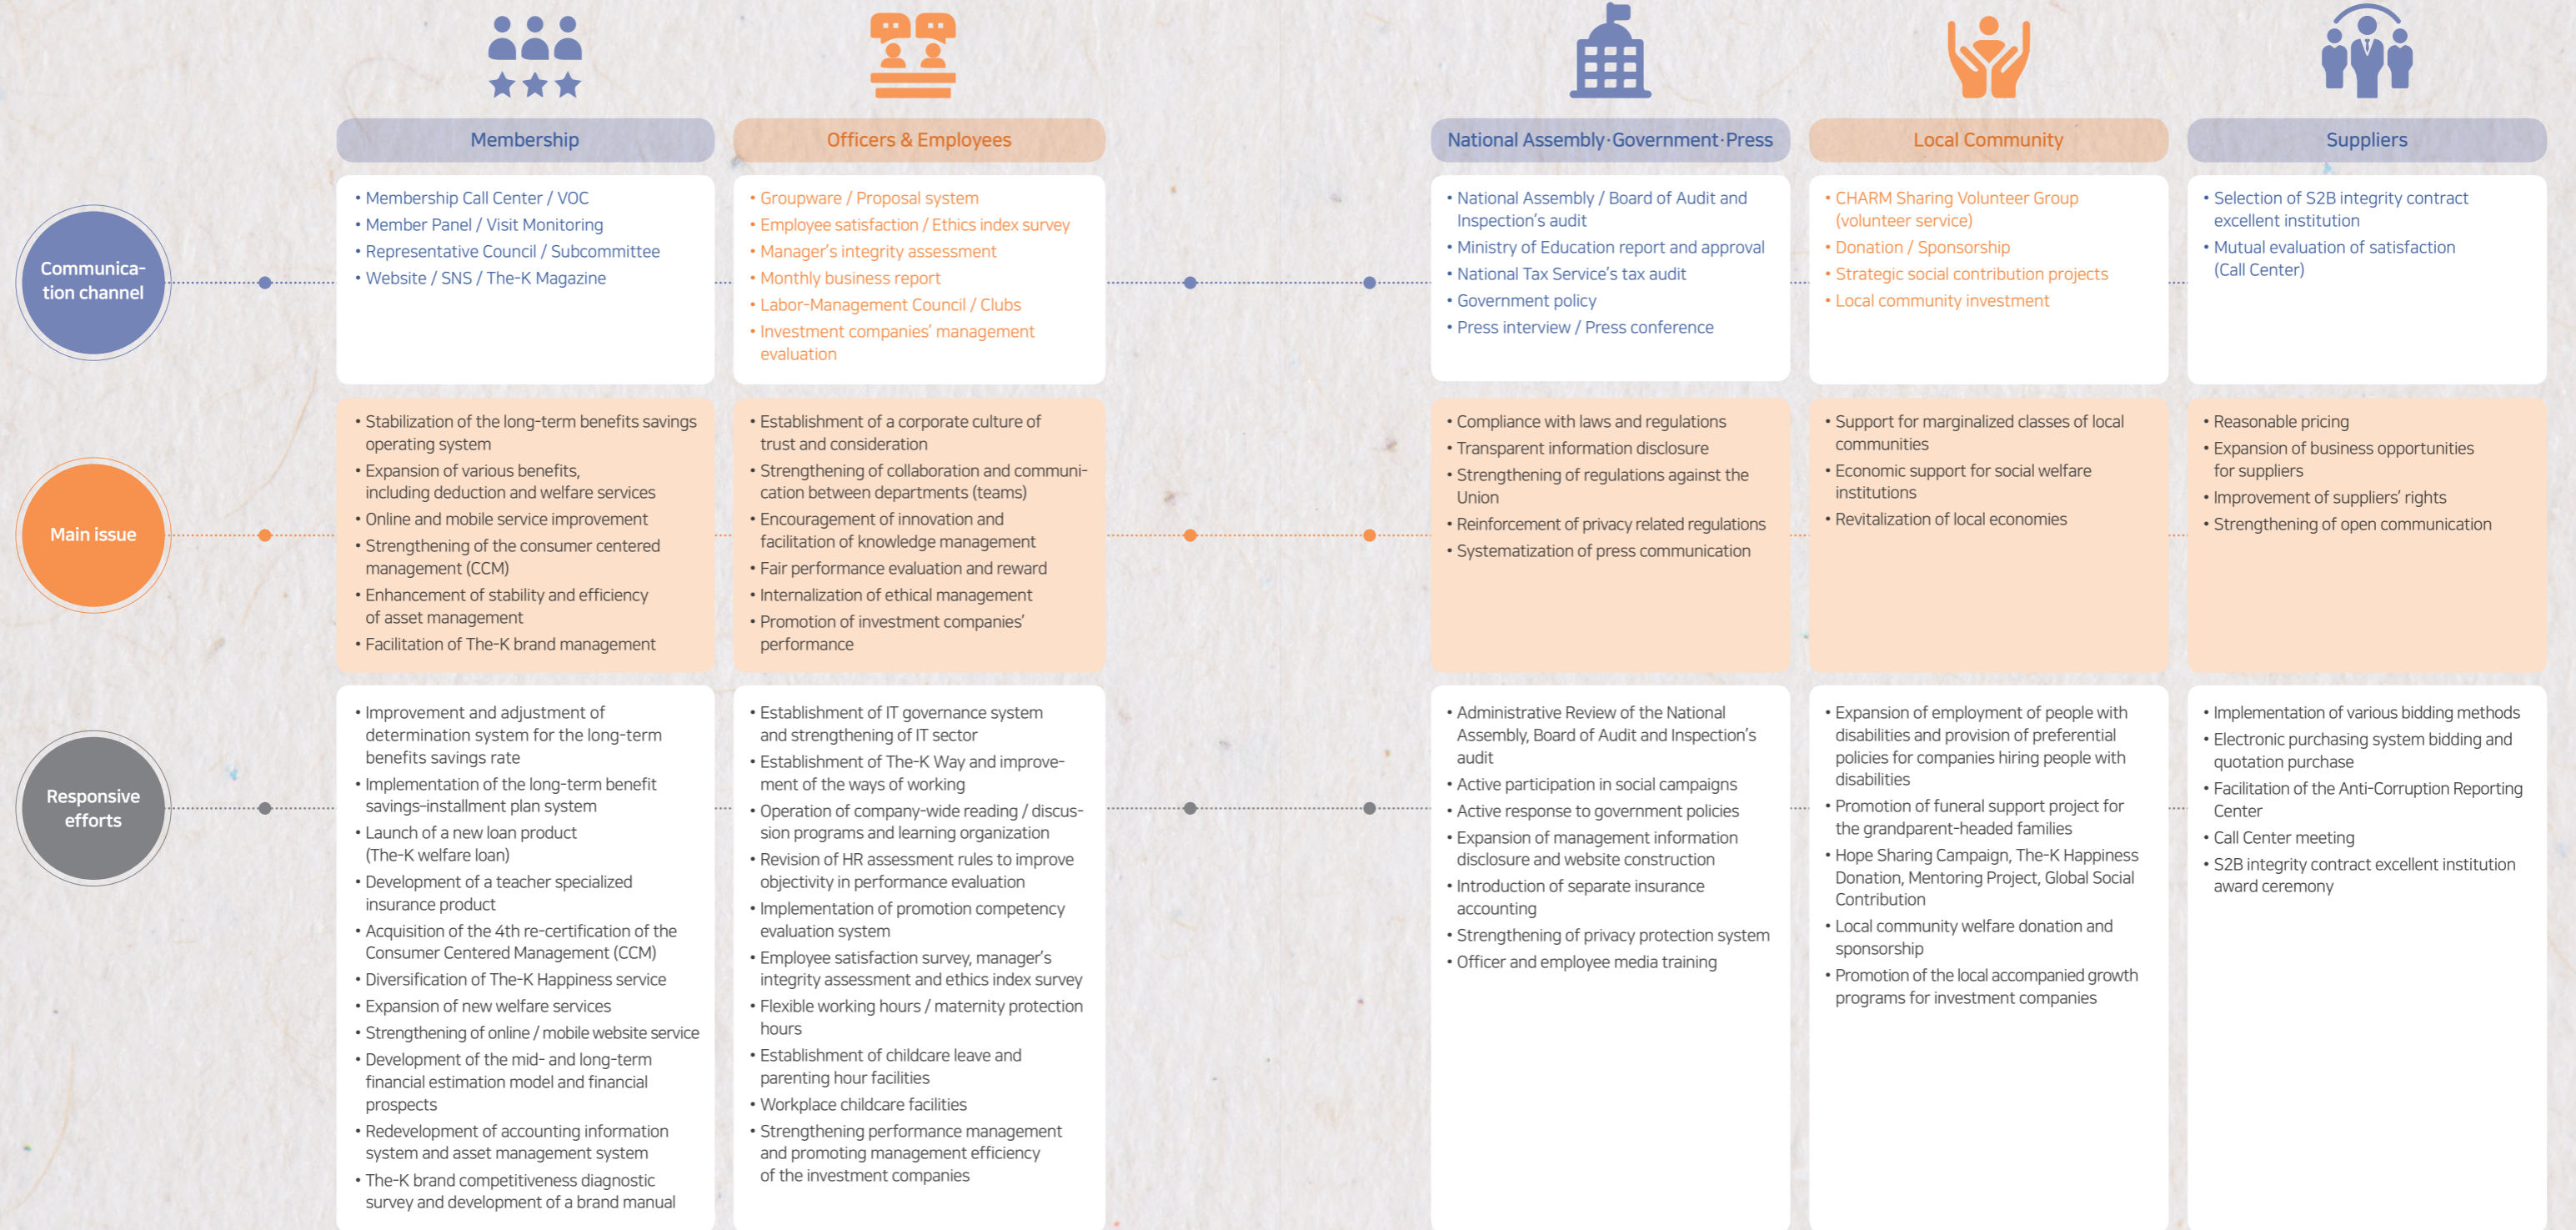 Membership
Officers & Employees
National Assembly·Government·Press
Local Community
Suppliers
Communica-
tion channel
• Membership Call Center / VOC
• Member Panel / Visit Monitoring
• Representative Council / Subcommittee
• Website / SNS / The-K Magazine
• Groupware / Proposal system
• Employee satisfaction / Ethics index survey
• Manager's integrity assessment
• Monthly business report
• Labor-Management Council / Clubs
• Investment companies' management
evaluation
• National Assembly / Board of Audit and
Inspection's audit
• Ministry of Education report and approval
• National Tax Service's tax audit
• Government policy
• Press interview / Press conference
• CHARM Sharing Volunteer Group
(volunteer service)
• Donation / Sponsorship
• Strategic social contribution projects
• Local community investment
• Selection of S2B integrity contract
excellent institution
• Mutual evaluation of satisfaction
(Call Center)
Main issue
• Stabilization of the long-term benefits savings
operating system
• Expansion of various benefits,
including deduction and welfare services
• Online and mobile service improvement
• Strengthening of the consumer centered
management (CCM)
• Enhancement of stability and efficiency
of asset management
• Facilitation of The-K brand management
• Establishment of a corporate culture of
trust and consideration
• Strengthening of collaboration and communi-
cation between departments (teams)
• Encouragement of innovation and
facilitation of knowledge management
• Fair performance evaluation and reward
• Internalization of ethical management
• Promotion of investment companies'
performance
• Compliance with laws and regulations
• Transparent information disclosure
• Strengthening of regulations against the
Union
• Reinforcement of privacy related regulations
• Systematization of press communication
• Support for marginalized classes of local
communities
• Economic support for social welfare
institutions
• Revitalization of local economies
• Reasonable pricing
• Expansion of business opportunities
for suppliers
• Improvement of suppliers' rights
• Strengthening of open communication
Responsive
efforts
• Improvement and adjustment of
determination system for the long-term
benefits savings rate
• Implementation of the long-term benefit
savings-installment plan system
• Launch of a new loan product
(The-K welfare loan)
• Development of a teacher specialized
insurance product
• Acquisition of the 4th re-certification of the
Consumer Centered Management (CCM)
• Diversification of The-K Happiness service
• Expansion of new welfare services
• Strengthening of online / mobile website service
• Development of the mid- and long-term
financial estimation model and financial
prospects
• Redevelopment of accounting information
system and asset management system
• The-K brand competitiveness diagnostic
survey and development of a brand manual
• Establishment of IT governance system
and strengthening of IT sector
• Establishment of The-K Way and improve-
ment of the ways of working
• Operation of company-wide reading / discus-
sion programs and learning organization
• Revision of HR assessment rules to improve
objectivity in performance evaluation
• Implementation of promotion competency
evaluation system
• Employee satisfaction survey, manager's
integrity assessment and ethics index survey
• Flexible working hours / maternity protection
hours
• Establishment of childcare leave and
parenting hour facilities
• Workplace childcare facilities
• Strengthening performance management
and promoting management efficiency
of the investment companies
• Administrative Review of the National
Assembly, Board of Audit and Inspection's
audit
• Active participation in social campaigns
• Active response to government policies
• Expansion of management information
disclosure and website construction
• Introduction of separate insurance
accounting
• Strengthening of privacy protection system
• Officer and employee media training
• Expansion of employment of people with
disabilities and provision of preferential
policies for companies hiring people with
disabilities
• Promotion of funeral support project for
the grandparent-headed families
• Hope Sharing Campaign, The-K Happiness
Donation, Mentoring Project, Global Social
Contribution
• Local community welfare donation and
sponsorship
• Promotion of the local accompanied growth
programs for investment companies
• Implementation of various bidding methods
• Electronic purchasing system bidding and
quotation purchase
• Facilitation of the Anti-Corruption Reporting
Center
• Call Center meeting
• S2B integrity contract excellent institution
award ceremony